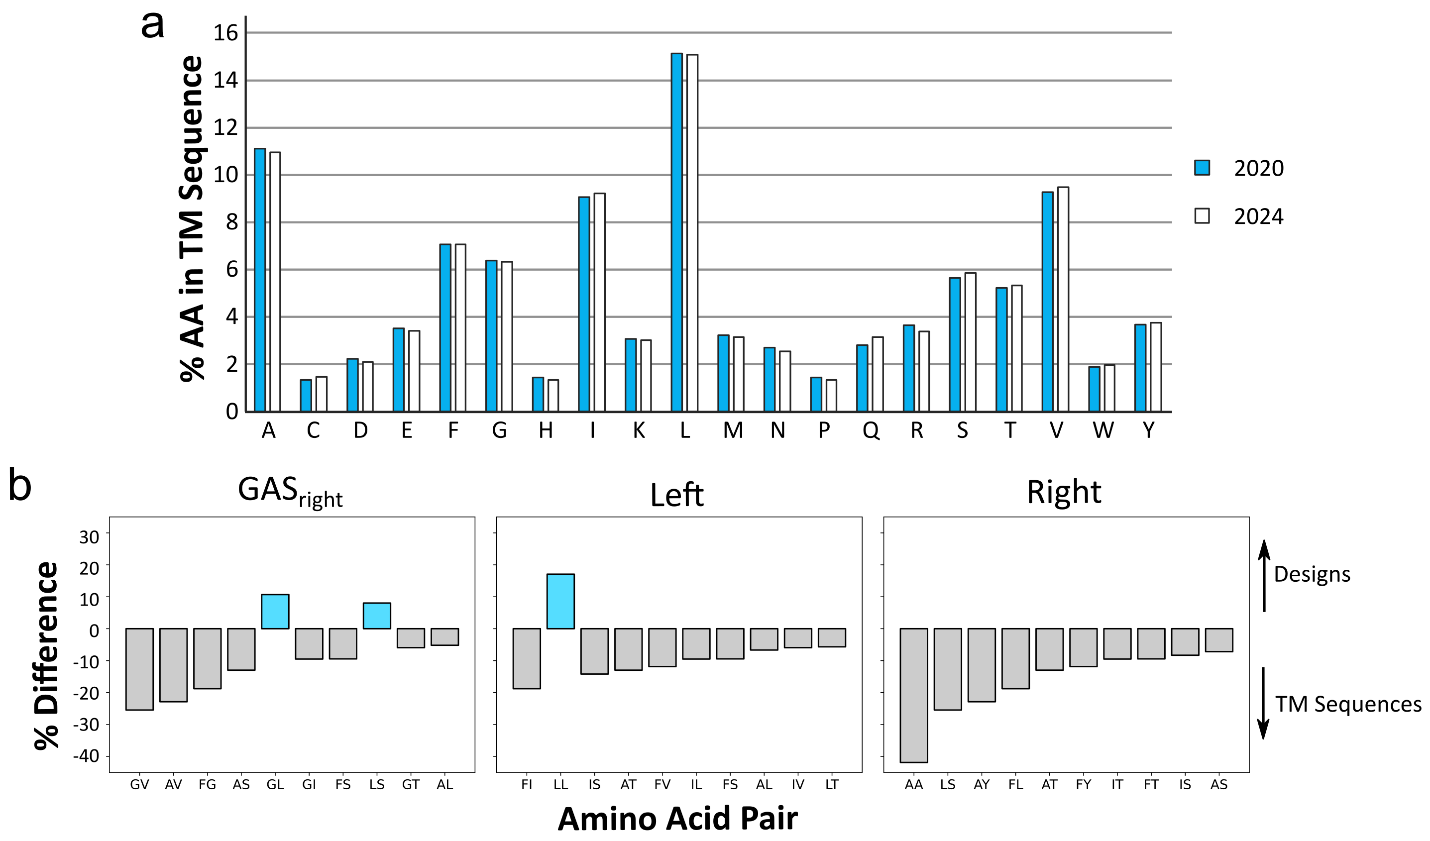 a
% AA in TM Sequence
16
14
12
10
8
6
4
2
0
A C D E F G H I K L M N P Q R S T V W Y
2020
2024
b
GASright Left Right
% Difference
30
20
10
0
-10
-20
-30
-40
GV AV FG AS GL GI FS LS GT AL
FI LL IS AT FV IL FS AL IV LT
AA LS AY FL AT FY IT FT IS AS
Designs
TM Sequences
Amino Acid Pair